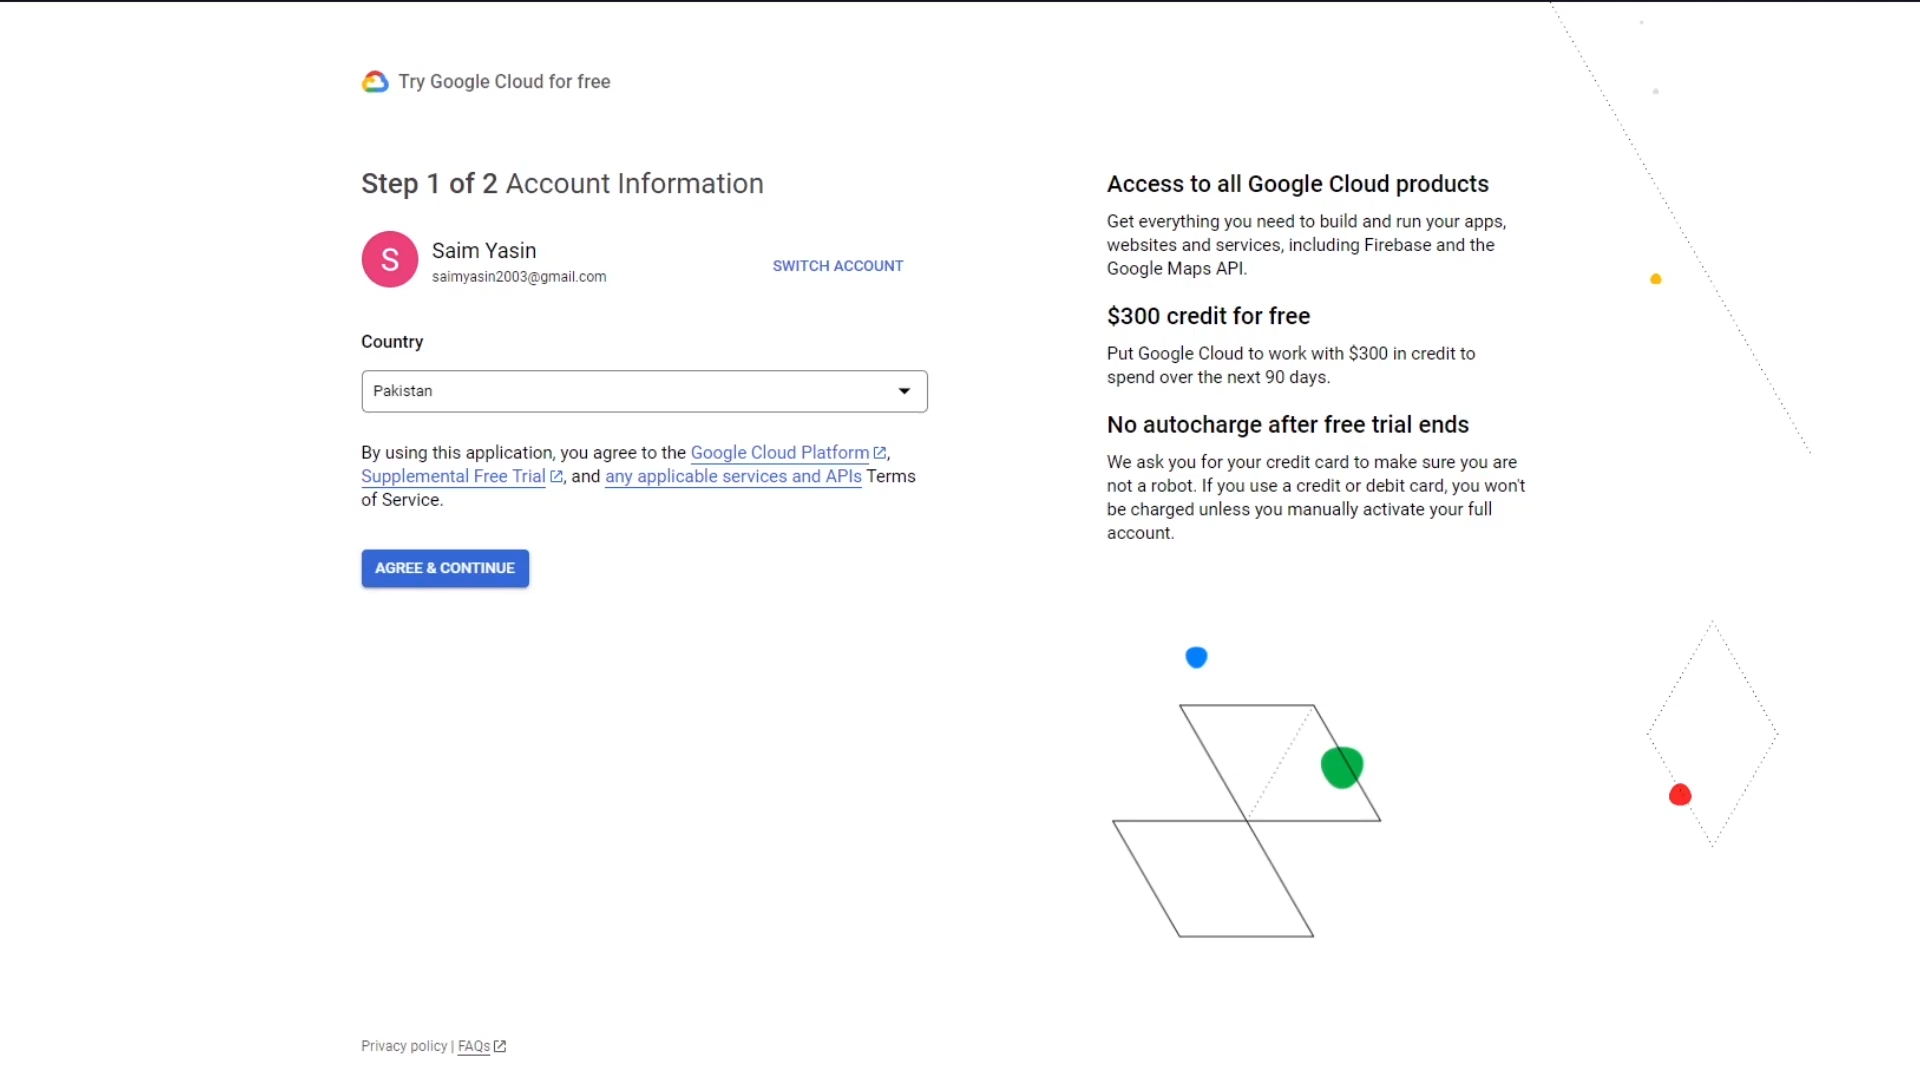 Try Google Cloud for free
Step 1 of 2 Account Information
S
Saim Yasin
saimyasin2003@gmail.com
SWITCH ACCOUNT
Country
Pakistan
By using this application, you agree to the Google Cloud Platform,
Supplemental Free Trial, and any applicable services and APIs Terms
of Service.
AGREE & CONTINUE
Access to all Google Cloud products
Get everything you need to build and run your apps,
websites and services, including Firebase and the
Google Maps API.
$300 credit for free
Put Google Cloud to work with $300 in credit to
spend over the next 90 days.
No autocharge after free trial ends
We ask you for your credit card to make sure you are
not a robot. If you use a credit or debit card, you won't
be charged unless you manually activate your full
account.
Privacy policy | FAQs